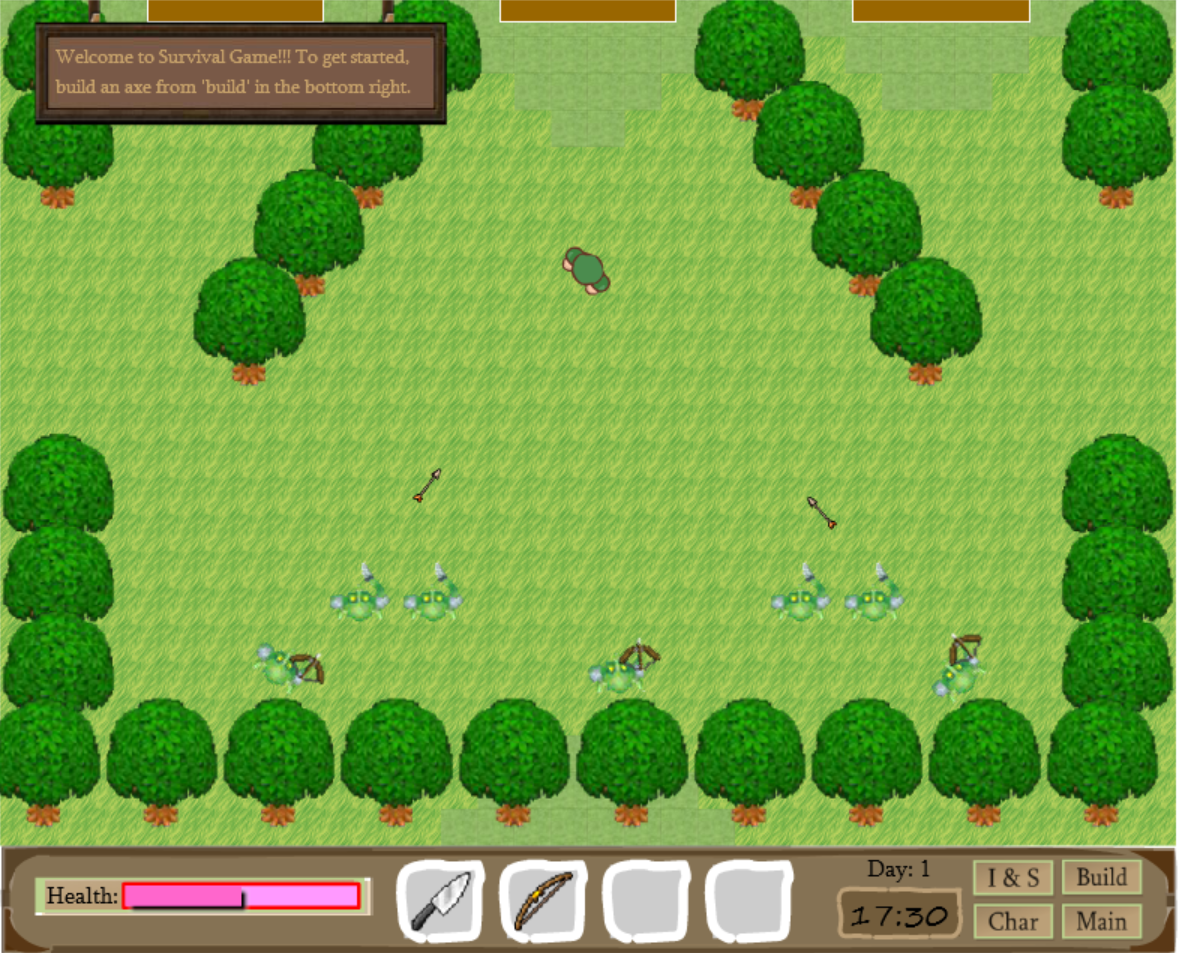 Welcome to Survival Game!!! To get started,
build an axe from 'build' in the bottom right.
Health:
Day: 1
17:30
I & S
Build
Char
Main